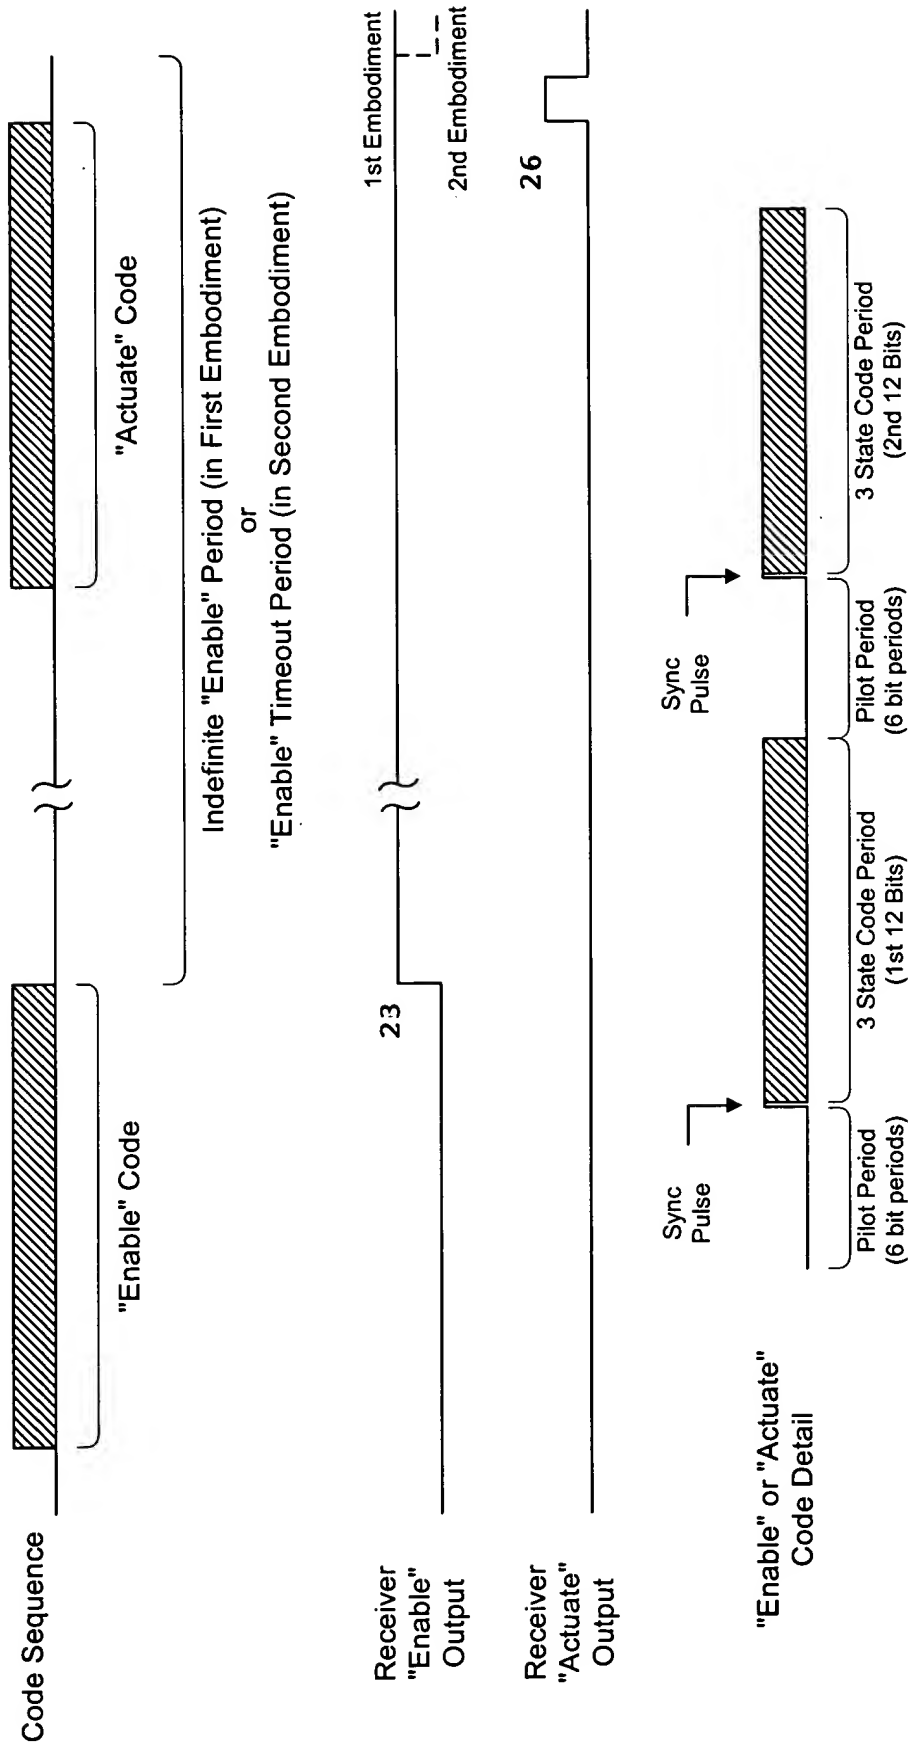 Code Sequence
"Enable" Code
"Actuate" Code
Indefinite "Enable" Period (in First Embodiment)
or
"Enable" Timeout Period (in Second Embodiment)
Receiver
"Enable"
Output
23
1st Embodiment
2nd Embodiment
Receiver
"Actuate"
Output
26
"Enable" or "Actuate"
Code Detail
Sync
Pulse
Sync
Pulse
Pilot Period
(6 bit periods)
3 State Code Period
(1st 12 Bits)
Pilot Period
(6 bit periods)
3 State Code Period
(2nd 12 Bits)